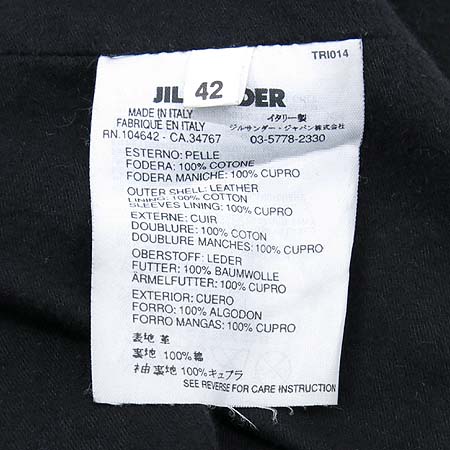 TRI014
JIL 42 DER
MADE IN ITALY
FABRIQUE EN ITALY
RN. 104642 - CA.34767
イタリー製
ジルサンダー・ジャパン株式会社
03-5778-2330
ESTERNO: PELLE
FODERA: 100% COTONE
FODERA MANICHE: 100% CUPRO
OUTER SHELL: LEATHER
LINING: 100% COTTON
SLEEVES LINING: 100% CUPRO
EXTERNE: CUIR
DOUBLURE: 100% COTON
DOUBLURE MANCHES: 100% CUPRO
OBERSTOFF: LEDER
FUTTER: 100% BAUMWOLLE
ÄRMELFUTTER: 100% CUPRO
EXTERIOR: CUERO
FORRO: 100% ALGODON
FORRO MANGAS: 100% CUPRO
表地 革
裏地 100% 綿
袖裏地 100% キュプラ
SEE REVERSE FOR CARE INSTRUCTION